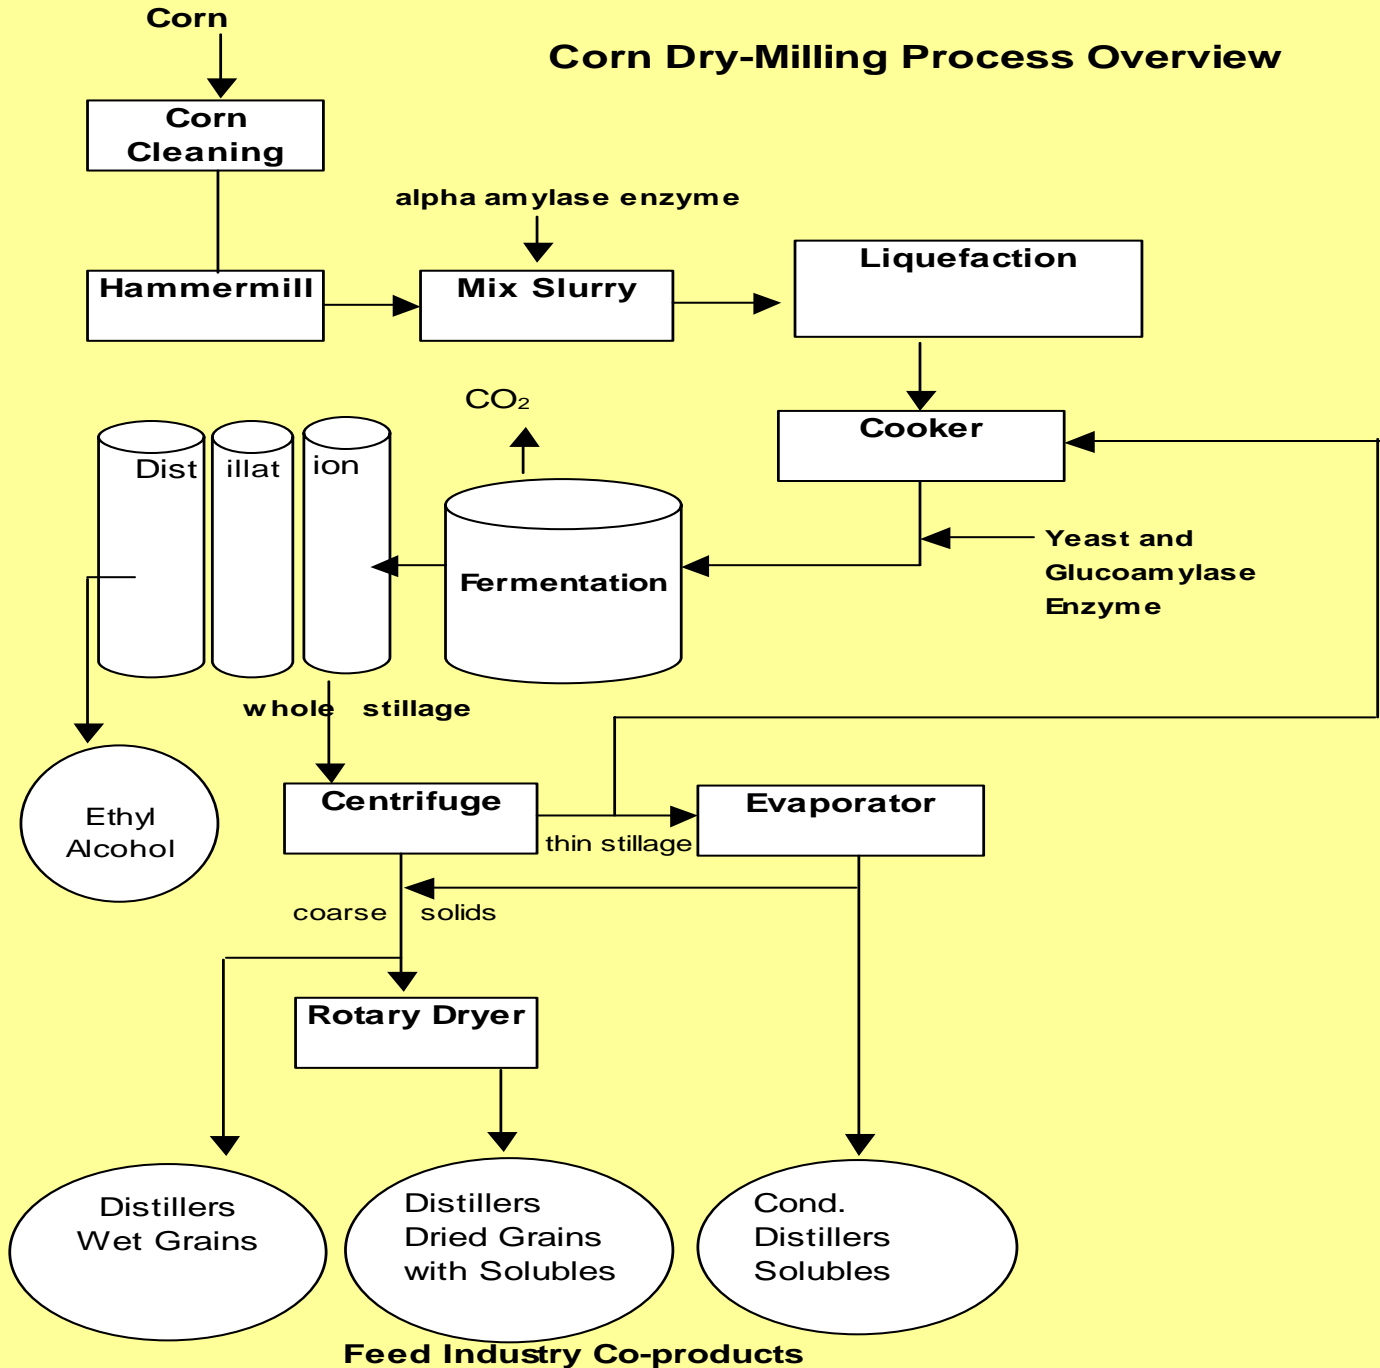 Corn
Corn Dry-Milling Process Overview
Corn
Cleaning
alpha amylase enzyme
Hammermill
Mix Slurry
Liquefaction
CO₂
Cooker
Dist illat ion
Fermentation
Yeast and
Glucoamylase
Enzyme
whole stillage
Ethyl
Alcohol
Centrifuge
thin stillage
Evaporator
coarse solids
Rotary Dryer
Distillers
Wet Grains
Distillers
Dried Grains
with Solubles
Cond.
Distillers
Solubles
Feed Industry Co-products